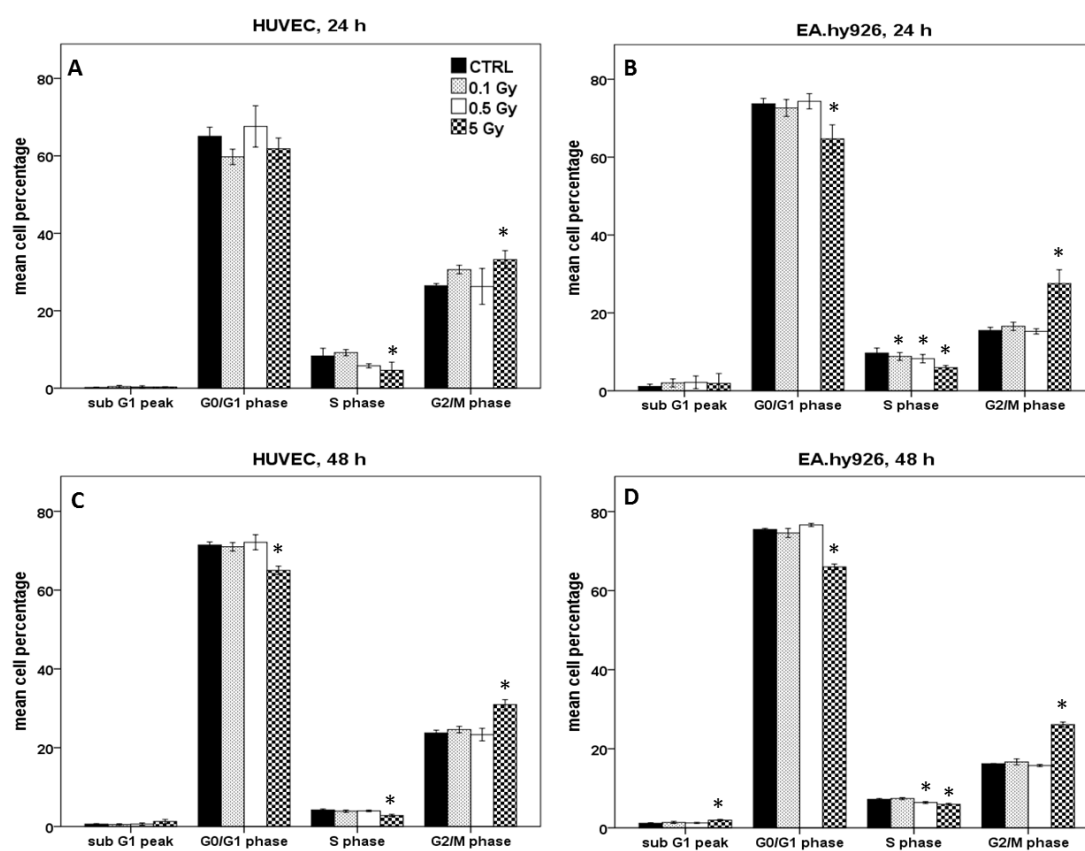 HUVEC, 24 h
A
CTRL
0.1 Gy
0.5 Gy
5 Gy
mean cell percentage
80
60
40
20
0
* *
sub G1 peak G0/G1 phase S phase G2/M phase
EA.hy926, 24 h
B
mean cell percentage
80
60
40
20
0
* * * * *
sub G1 peak G0/G1 phase S phase G2/M phase
HUVEC, 48 h
C
mean cell percentage
80
60
40
20
0
* * *
sub G1 peak G0/G1 phase S phase G2/M phase
EA.hy926, 48 h
D
mean cell percentage
80
60
40
20
0
* * * * *
sub G1 peak G0/G1 phase S phase G2/M phase